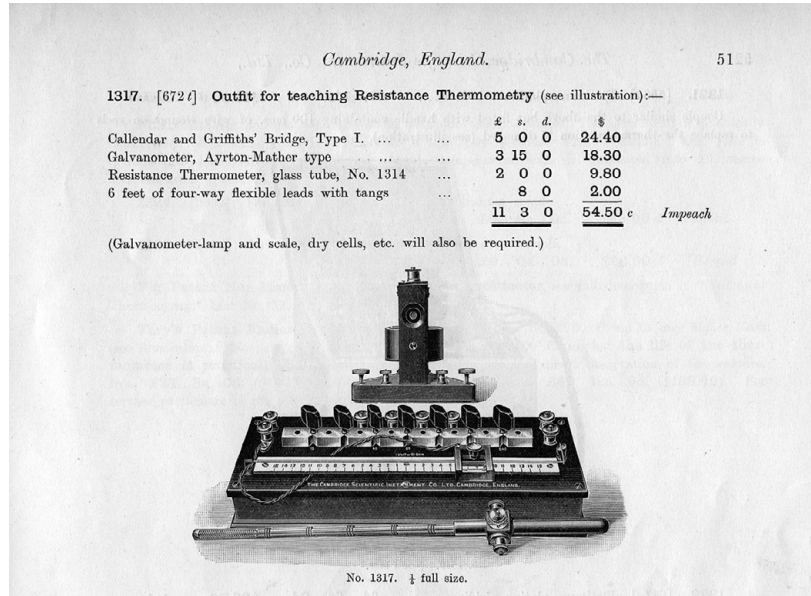 Cambridge, England. 51
1317. [672 t] Outfit for teaching Resistance Thermometry (see illustration):—
£ s. d. $
Callendar and Griffiths' Bridge, Type I. ... ... 5 0 0 24.40
Galvanometer, Ayrton-Mather type ... ... 3 15 0 18.30
Resistance Thermometer, glass tube, No. 1314 ... 2 0 0 9.80
6 feet of four-way flexible leads with tangs ... 8 0 2.00
11 3 0 54.50 c Impeach
(Galvanometer-lamp and scale, dry cells, etc. will also be required.)
THE CAMBRIDGE SCIENTIFIC INSTRUMENT CO. LTD. CAMBRIDGE, ENGLAND.
No. 1317. ⅕ full size.